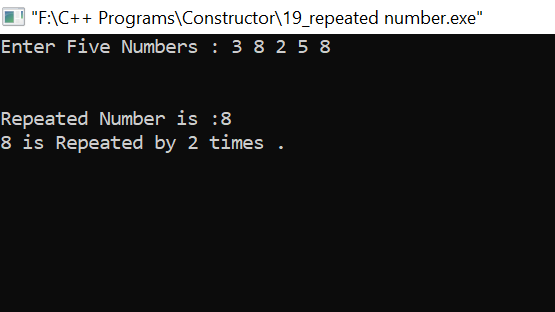 "F:\C++ Programs\Constructor\19_repeated number.exe"
Enter Five Numbers : 3 8 2 5 8
Repeated Number is :8
8 is Repeated by 2 times .